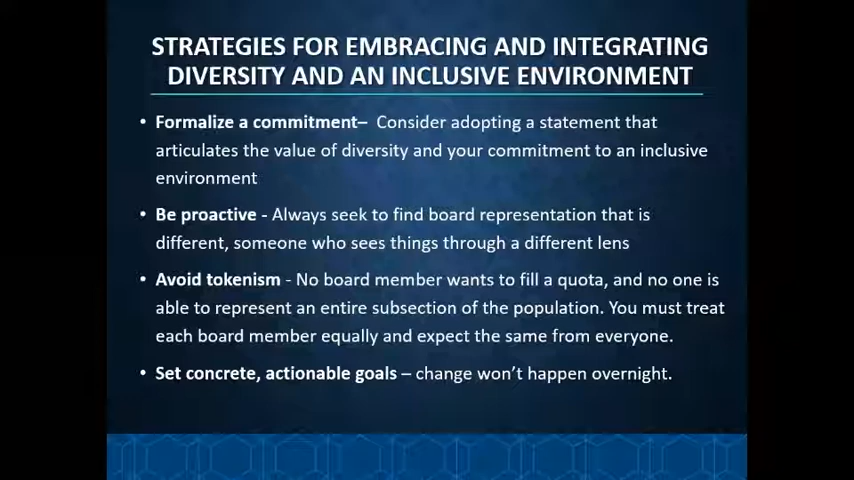 STRATEGIES FOR EMBRACING AND INTEGRATING
DIVERSITY AND AN INCLUSIVE ENVIRONMENT
• Formalize a commitment– Consider adopting a statement that
articulates the value of diversity and your commitment to an inclusive
environment
• Be proactive - Always seek to find board representation that is
different, someone who sees things through a different lens
• Avoid tokenism - No board member wants to fill a quota, and no one is
able to represent an entire subsection of the population. You must treat
each board member equally and expect the same from everyone.
• Set concrete, actionable goals – change won’t happen overnight.